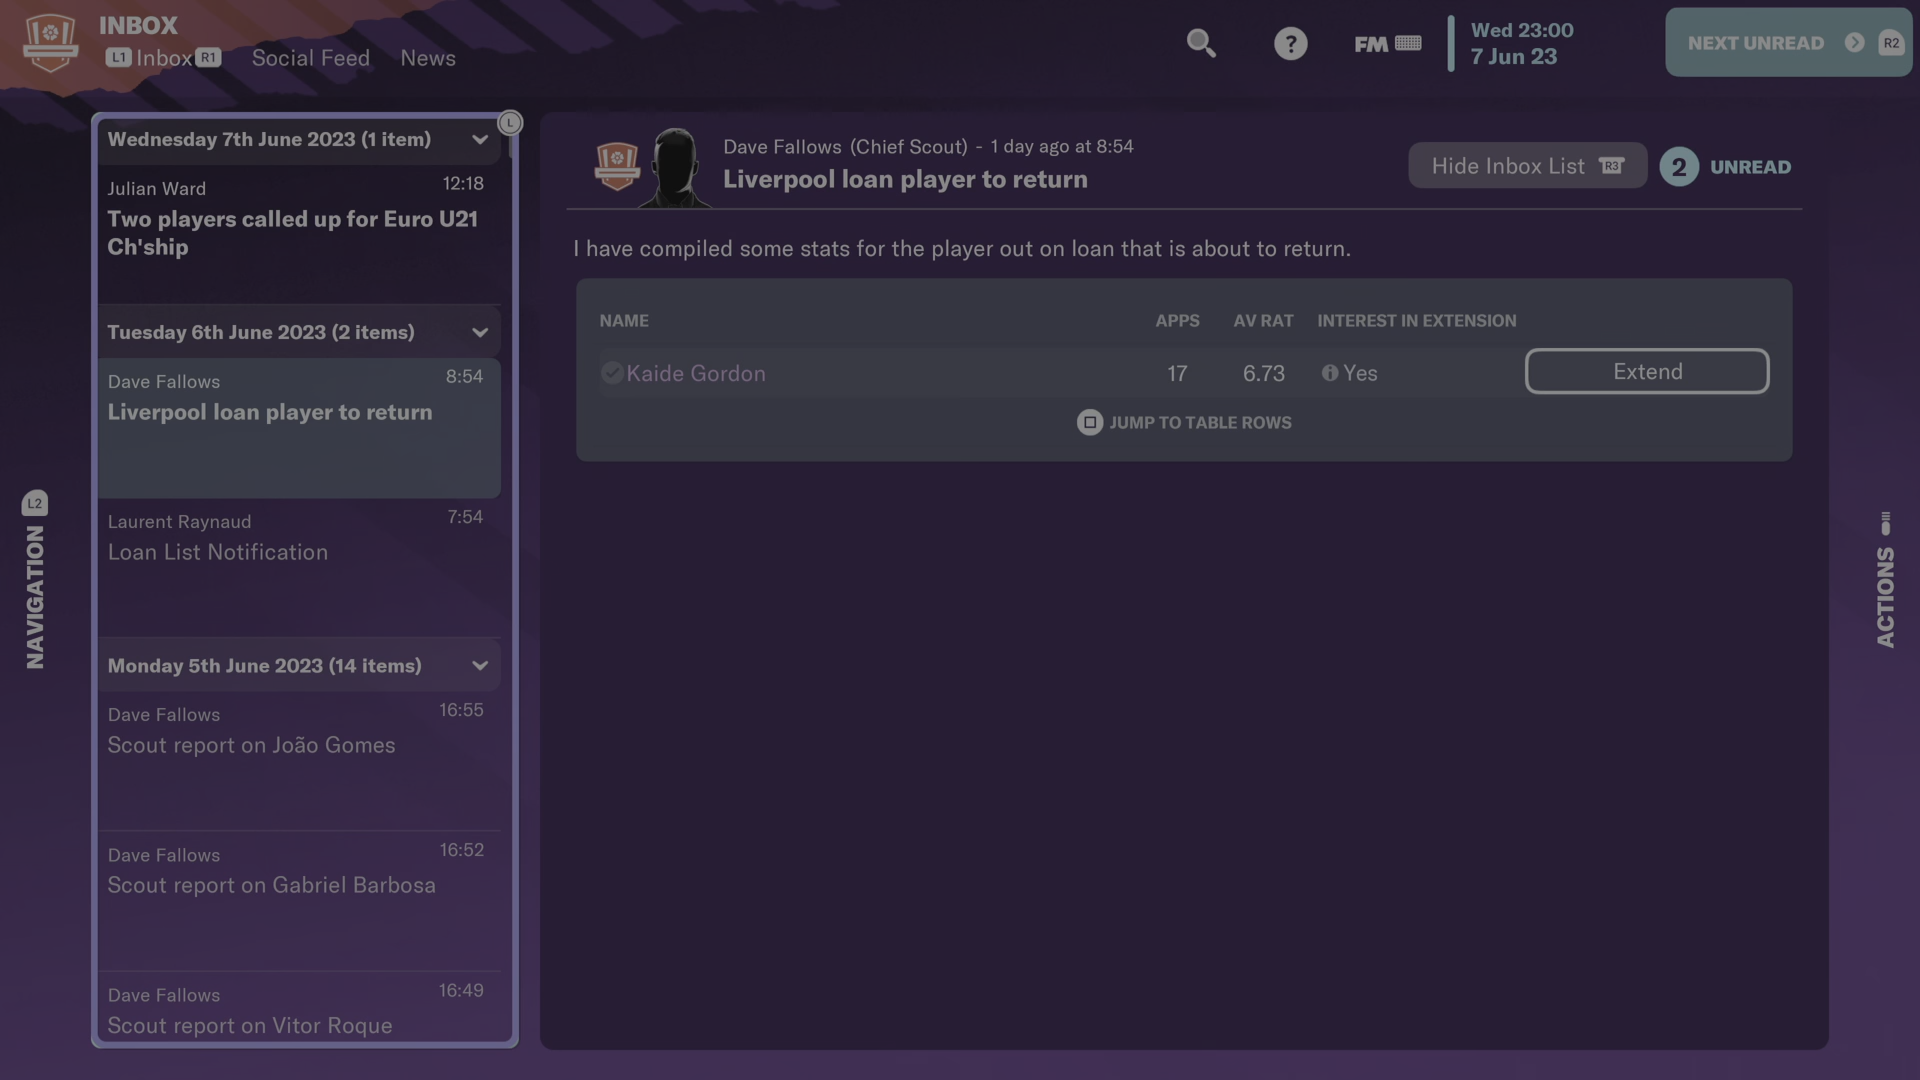 INBOX
L1 Inbox R1 Social Feed News
?
FM
Wed 23:00
7 Jun 23
NEXT UNREAD R2
L
Wednesday 7th June 2023 (1 item)
Julian Ward 12:18
Two players called up for Euro U21
Ch'ship
Tuesday 6th June 2023 (2 items)
Dave Fallows 8:54
Liverpool loan player to return
Laurent Raynaud 7:54
Loan List Notification
Monday 5th June 2023 (14 items)
Dave Fallows 16:55
Scout report on João Gomes
Dave Fallows 16:52
Scout report on Gabriel Barbosa
Dave Fallows 16:49
Scout report on Vitor Roque
Dave Fallows (Chief Scout) - 1 day ago at 8:54
Liverpool loan player to return
Hide Inbox List R3
2 UNREAD
I have compiled some stats for the player out on loan that is about to return.
NAME APPS AV RAT INTEREST IN EXTENSION
Kaide Gordon 17 6.73 Yes Extend
JUMP TO TABLE ROWS
NAVIGATION L2
ACTIONS